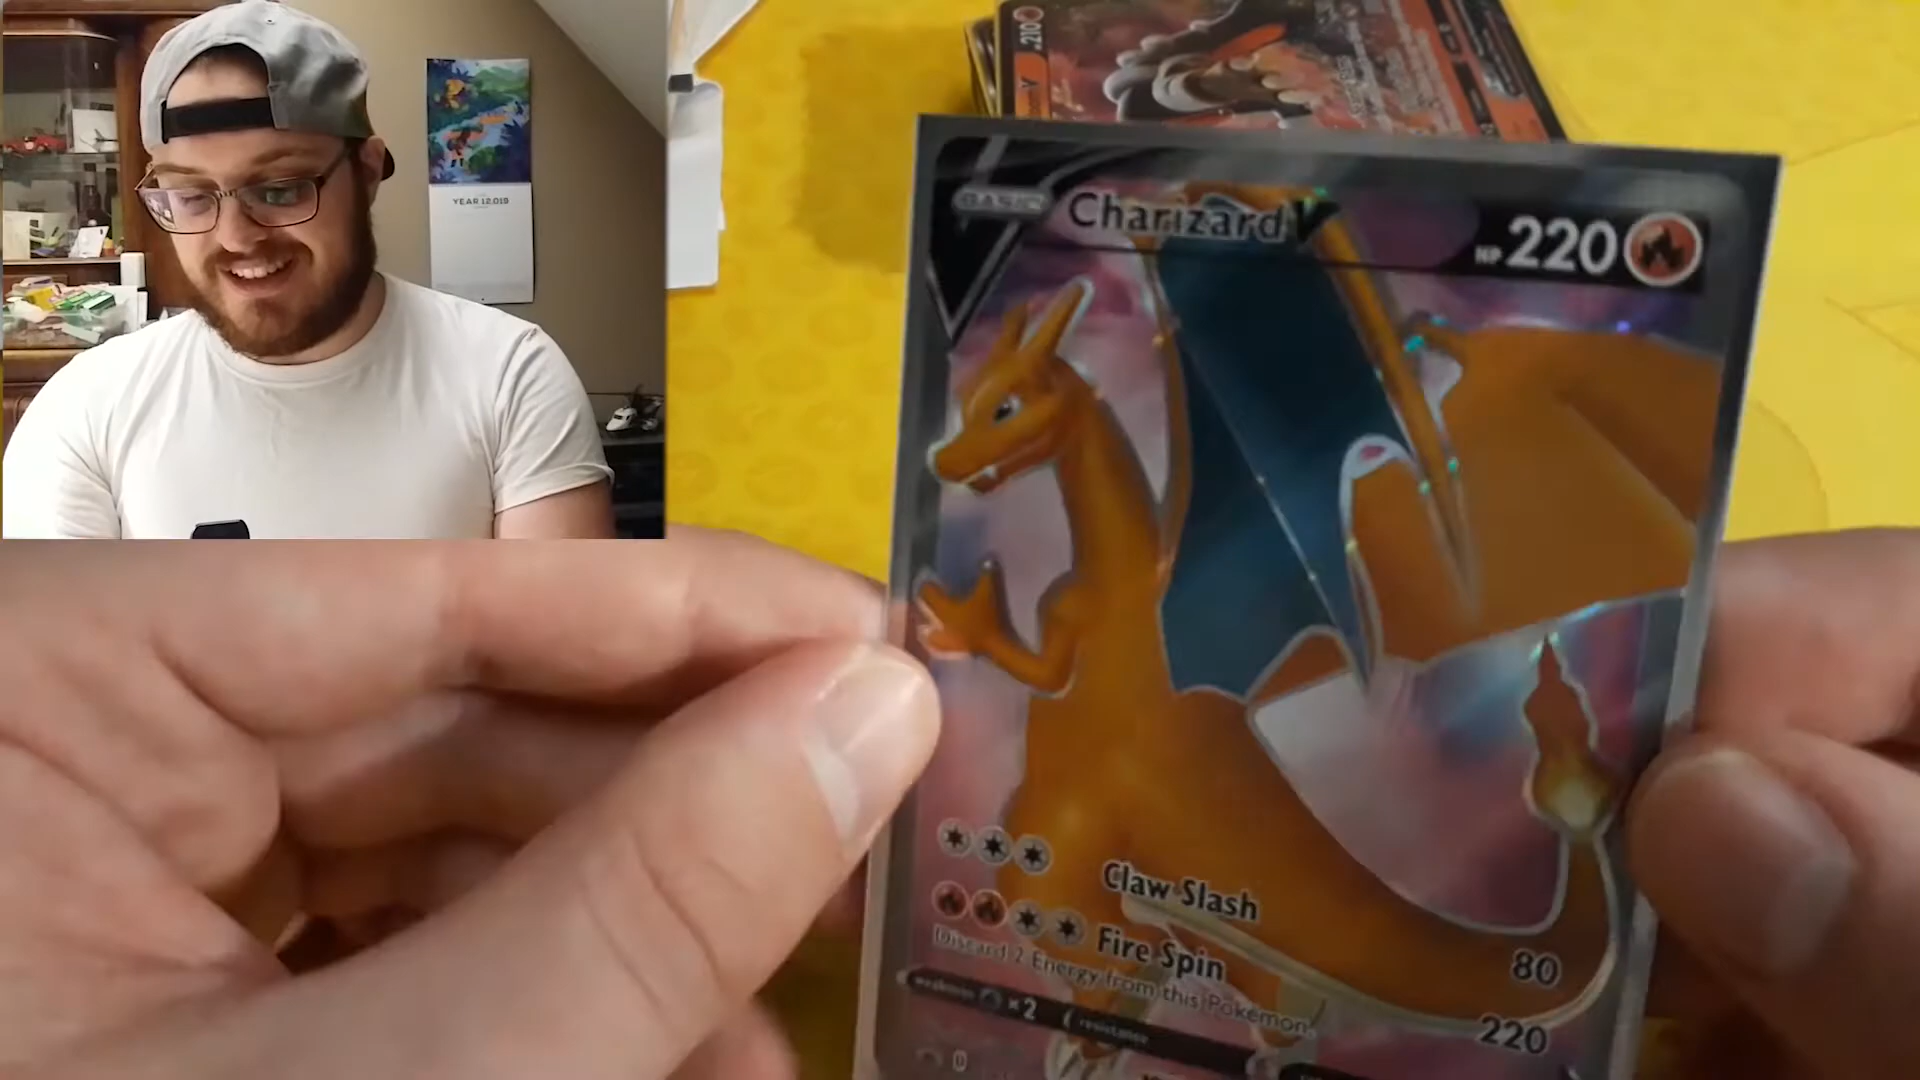 YEAR 12,019
210
V
BASIC
Charizard V
HP 220
Claw Slash
80
Fire Spin
220
Discard 2 Energy from this Pokémon.
weakness ×2
resistance
D